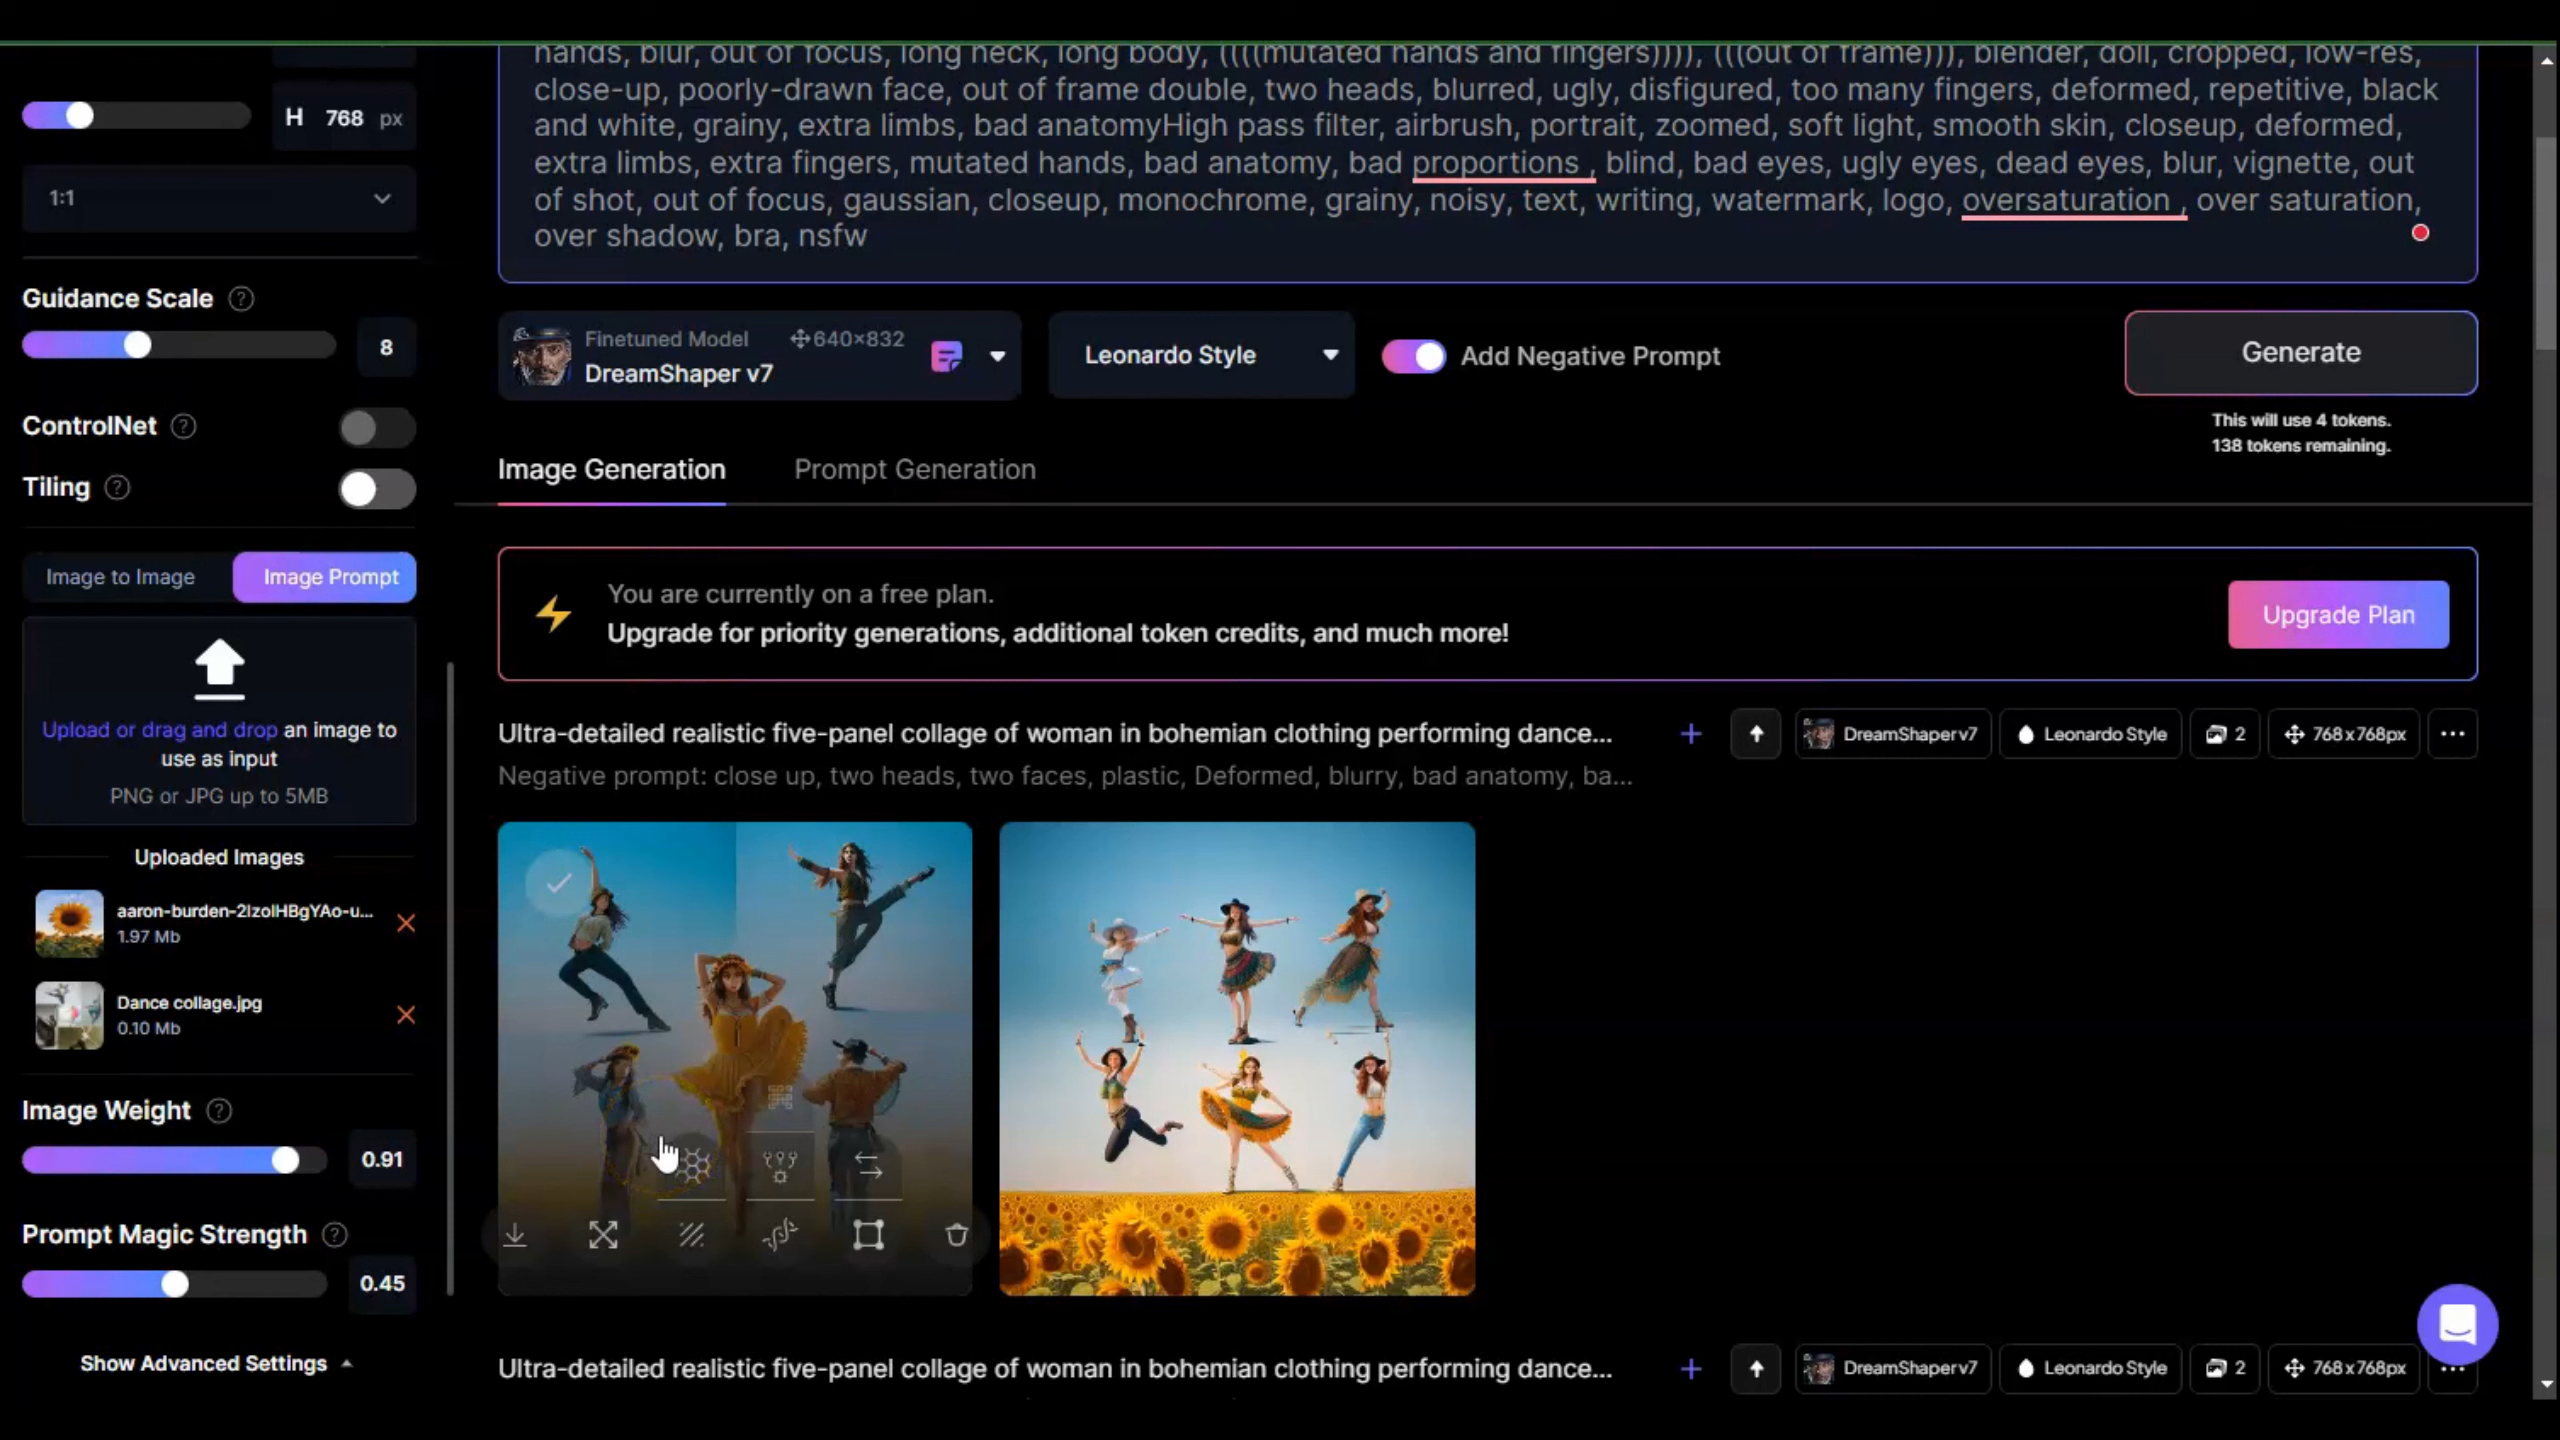 hands, blur, out of focus, long neck, long body, ((((mutated hands and fingers)))), (((out of frame))), blender, doll, cropped, low-res,
close-up, poorly-drawn face, out of frame double, two heads, blurred, ugly, disfigured, too many fingers, deformed, repetitive, black
and white, grainy, extra limbs, bad anatomyHigh pass filter, airbrush, portrait, zoomed, soft light, smooth skin, closeup, deformed,
extra limbs, extra fingers, mutated hands, bad anatomy, bad proportions , blind, bad eyes, ugly eyes, dead eyes, blur, vignette, out
of shot, out of focus, gaussian, closeup, monochrome, grainy, noisy, text, writing, watermark, logo, oversaturation , over saturation,
over shadow, bra, nsfw
H 768 px
1:1
Guidance Scale ?
8
ControlNet ?
Tiling ?
Image to Image
Image Prompt
Upload or drag and drop an image to
use as input
PNG or JPG up to 5MB
Uploaded Images
aaron-burden-2IzoIHBgYAo-u...
1.97 Mb
Dance collage.jpg
0.10 Mb
Image Weight ?
0.91
Prompt Magic Strength ?
0.45
Show Advanced Settings
Finetuned Model 640×832
DreamShaper v7
Leonardo Style
Add Negative Prompt
Generate
This will use 4 tokens.
138 tokens remaining.
Image Generation
Prompt Generation
You are currently on a free plan.
Upgrade for priority generations, additional token credits, and much more!
Upgrade Plan
Ultra-detailed realistic five-panel collage of woman in bohemian clothing performing dance...
DreamShaper v7
Leonardo Style
2
768 x 768px
Negative prompt: close up, two heads, two faces, plastic, Deformed, blurry, bad anatomy, ba...
Ultra-detailed realistic five-panel collage of woman in bohemian clothing performing dance...
DreamShaper v7
Leonardo Style
2
768 x 768px